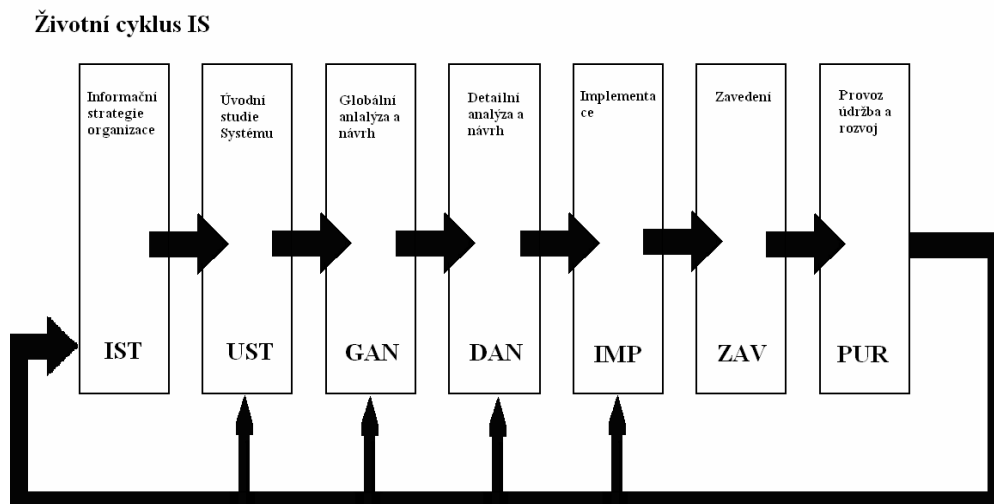 Životní cyklus IS
Informační
strategie
organizace
Úvodní
studie
Systému
Globální
anlalýza a
návrh
Detailní
analýza a
návrh
Implementa
ce
Zavedení
Provoz
údržba a
rozvoj
IST
UST
GAN
DAN
IMP
ZAV
PUR